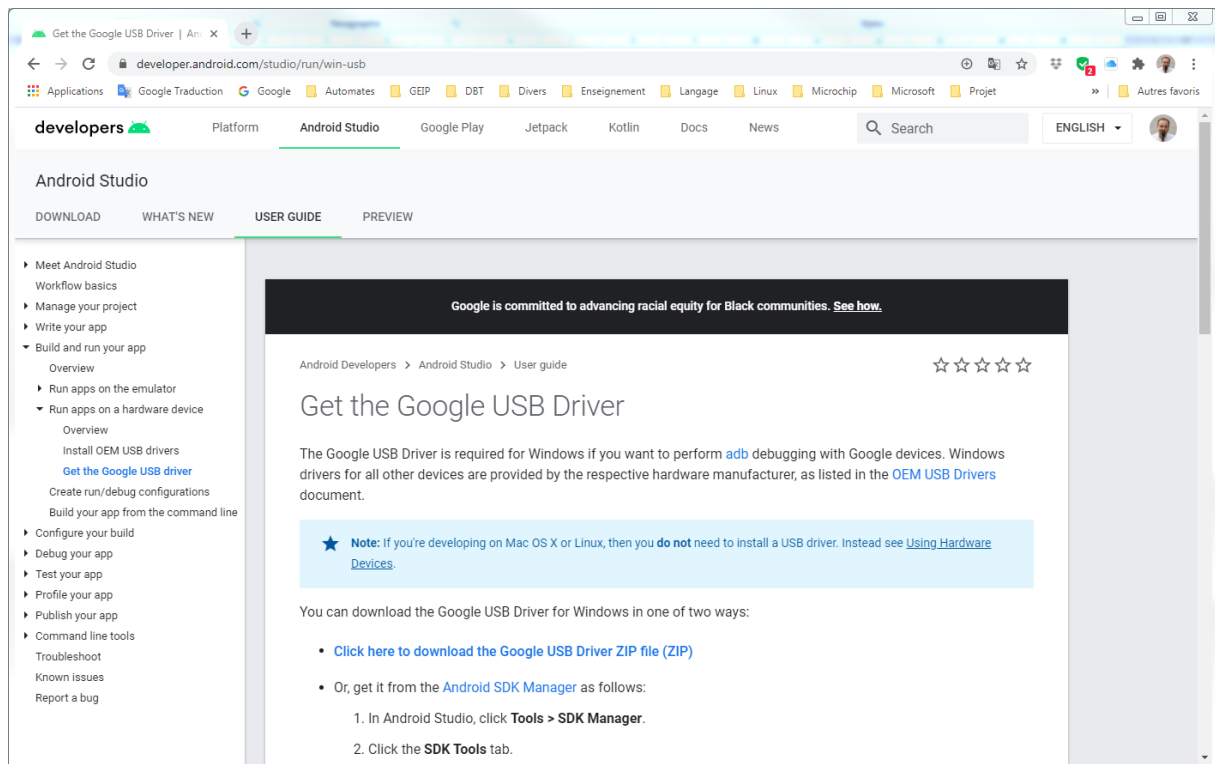 Get the Google USB Driver | And
developer.android.com/studio/run/win-usb
2
Applications Google Traduction Google Automates GEIP DBT Divers Enseignement Langage Linux Microchip Microsoft Projet » Autres favoris
developers Platform Android Studio Google Play Jetpack Kotlin Docs News Search ENGLISH
Android Studio
DOWNLOAD WHAT'S NEW USER GUIDE PREVIEW
Meet Android Studio
Workflow basics
Manage your project
Write your app
Build and run your app
Overview
Run apps on the emulator
Run apps on a hardware device
Overview
Install OEM USB drivers
Get the Google USB driver
Create run/debug configurations
Build your app from the command line
Configure your build
Debug your app
Test your app
Profile your app
Publish your app
Command line tools
Troubleshoot
Known issues
Report a bug
Google is committed to advancing racial equity for Black communities. See how.
Android Developers > Android Studio > User guide
Get the Google USB Driver
The Google USB Driver is required for Windows if you want to perform adb debugging with Google devices. Windows
drivers for all other devices are provided by the respective hardware manufacturer, as listed in the OEM USB Drivers
document.
Note: If you're developing on Mac OS X or Linux, then you do not need to install a USB driver. Instead see Using Hardware
Devices.
You can download the Google USB Driver for Windows in one of two ways:
• Click here to download the Google USB Driver ZIP file (ZIP)
• Or, get it from the Android SDK Manager as follows:
1. In Android Studio, click Tools > SDK Manager.
2. Click the SDK Tools tab.